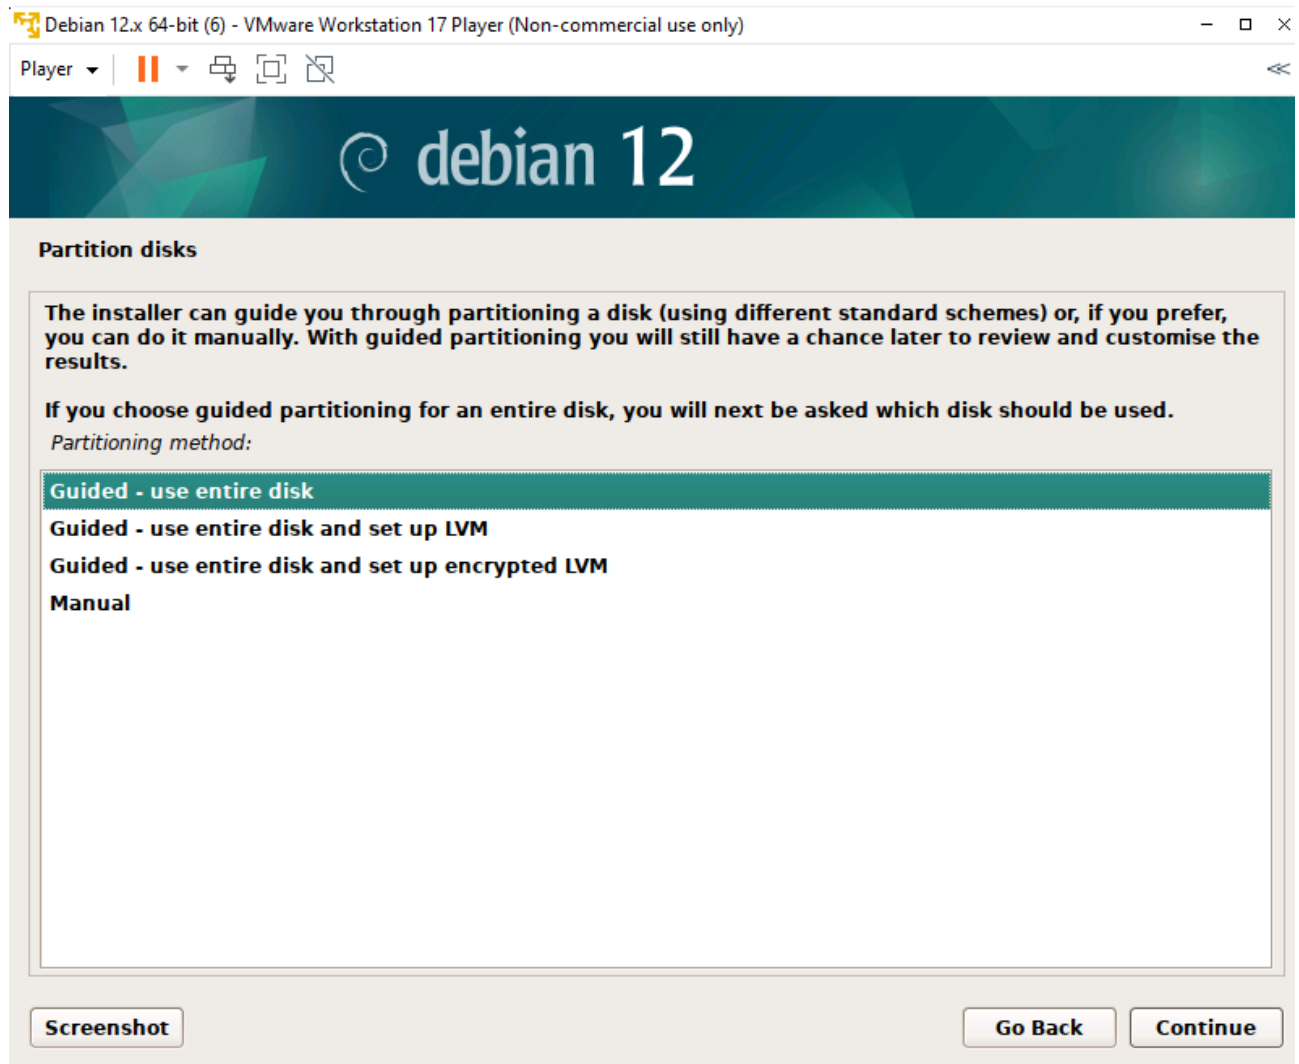 Debian 12.x 64-bit (6) - VMware Workstation 17 Player (Non-commercial use only)
Player
debian 12
Partition disks
The installer can guide you through partitioning a disk (using different standard schemes) or, if you prefer,
you can do it manually. With guided partitioning you will still have a chance later to review and customise the
results.
If you choose guided partitioning for an entire disk, you will next be asked which disk should be used.
Partitioning method:
Guided - use entire disk
Guided - use entire disk and set up LVM
Guided - use entire disk and set up encrypted LVM
Manual
Screenshot
Go Back
Continue